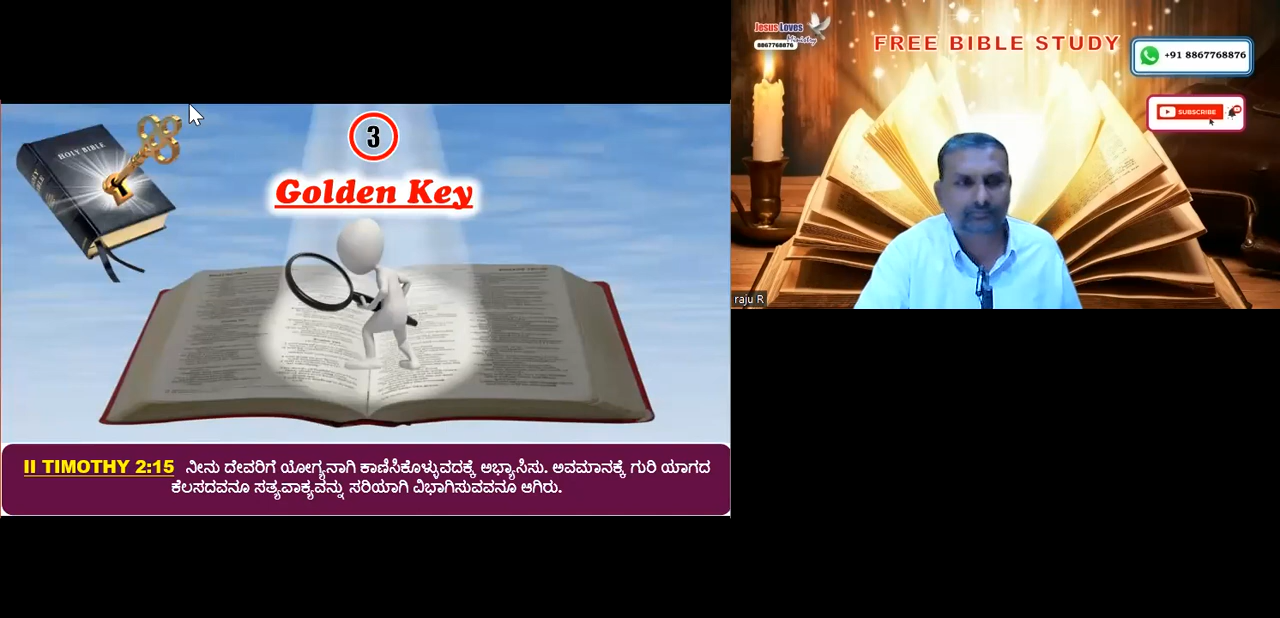 3
Golden Key
HOLY BIBLE
II TIMOTHY 2:15 ನೀನು ದೇವರಿಗೆ ಯೋಗ್ಯನಾಗಿ ಕಾಣಿಸಿಕೊಳ್ಳುವದಕ್ಕೆ ಅಭ್ಯಾಸಿಸು. ಅವಮಾನಕ್ಕೆ ಗುರಿ ಯಾಗದ
ಕೆಲಸದವನೂ ಸತ್ಯವಾಕ್ಯವನ್ನು ಸರಿಯಾಗಿ ವಿಭಾಗಿಸುವವನೂ ಆಗಿರು.
Jesus Loves
Ministry
8867768876
FREE BIBLE STUDY
+91 8867768876
SUBSCRIBE
raju R